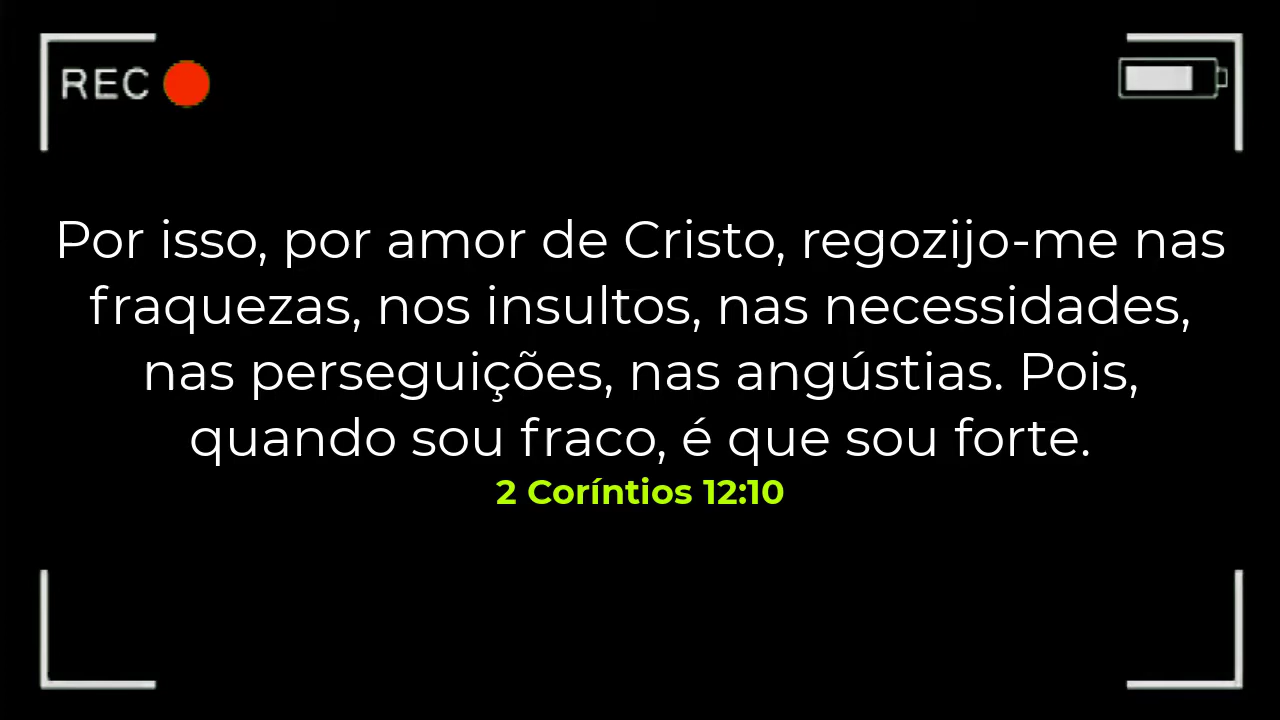 REC
Por isso, por amor de Cristo, regozijo-me nas
fraquezas, nos insultos, nas necessidades,
nas perseguições, nas angústias. Pois,
quando sou fraco, é que sou forte.
2 Coríntios 12:10